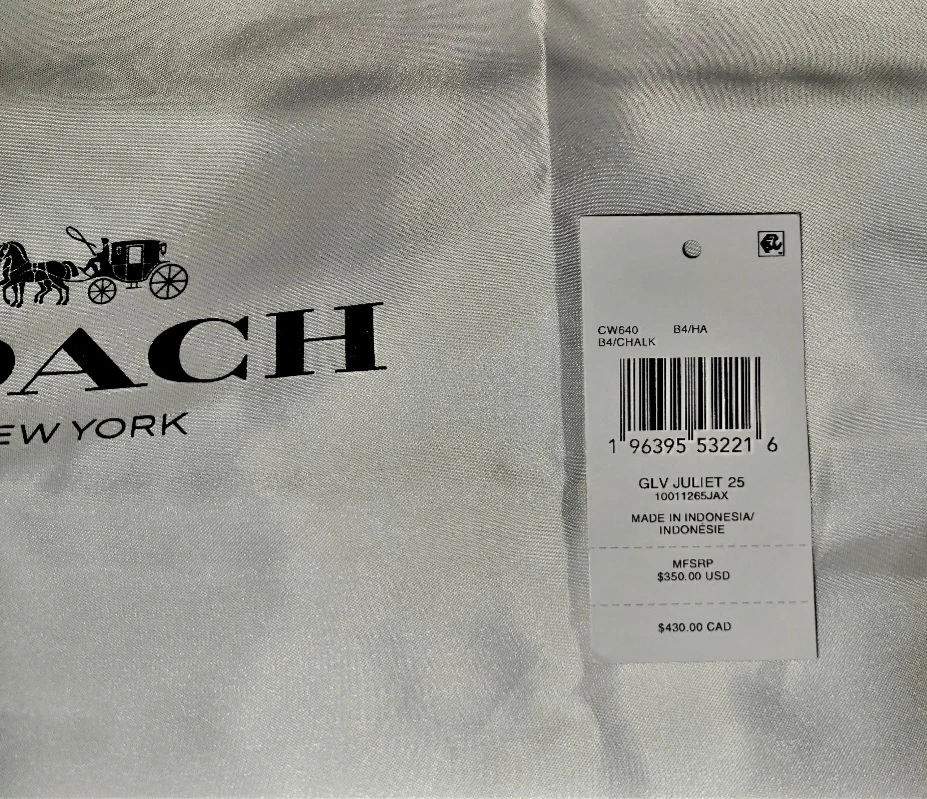 OACH
EW YORK
CW640 B4/HA
B4/CHALK
1 96395 53221 6
GLV JULIET 25
10011265JAX
MADE IN INDONESIA/
INDONÉSIE
MFSRP
$350.00 USD
$430.00 CAD